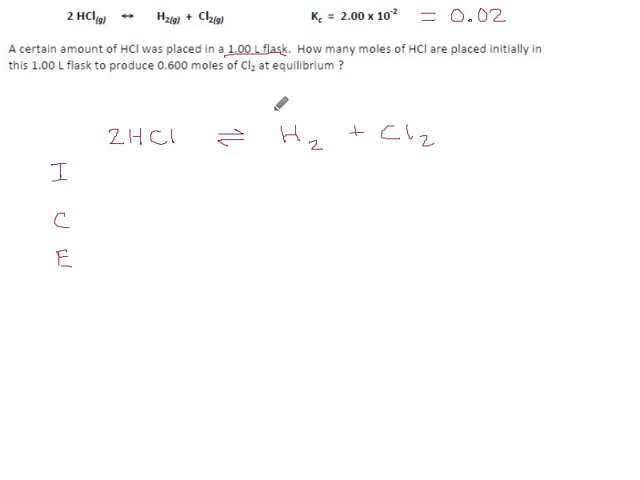 2 HCl(g) ↔ H2(g) + Cl2(g) Kc = 2.00 x 10-2 = 0.02
A certain amount of HCl was placed in a 1.00 L flask. How many moles of HCl are placed initially in
this 1.00 L flask to produce 0.600 moles of Cl2 at equilibrium ?
2HCl ⇌ H2 + Cl2
I
C
E